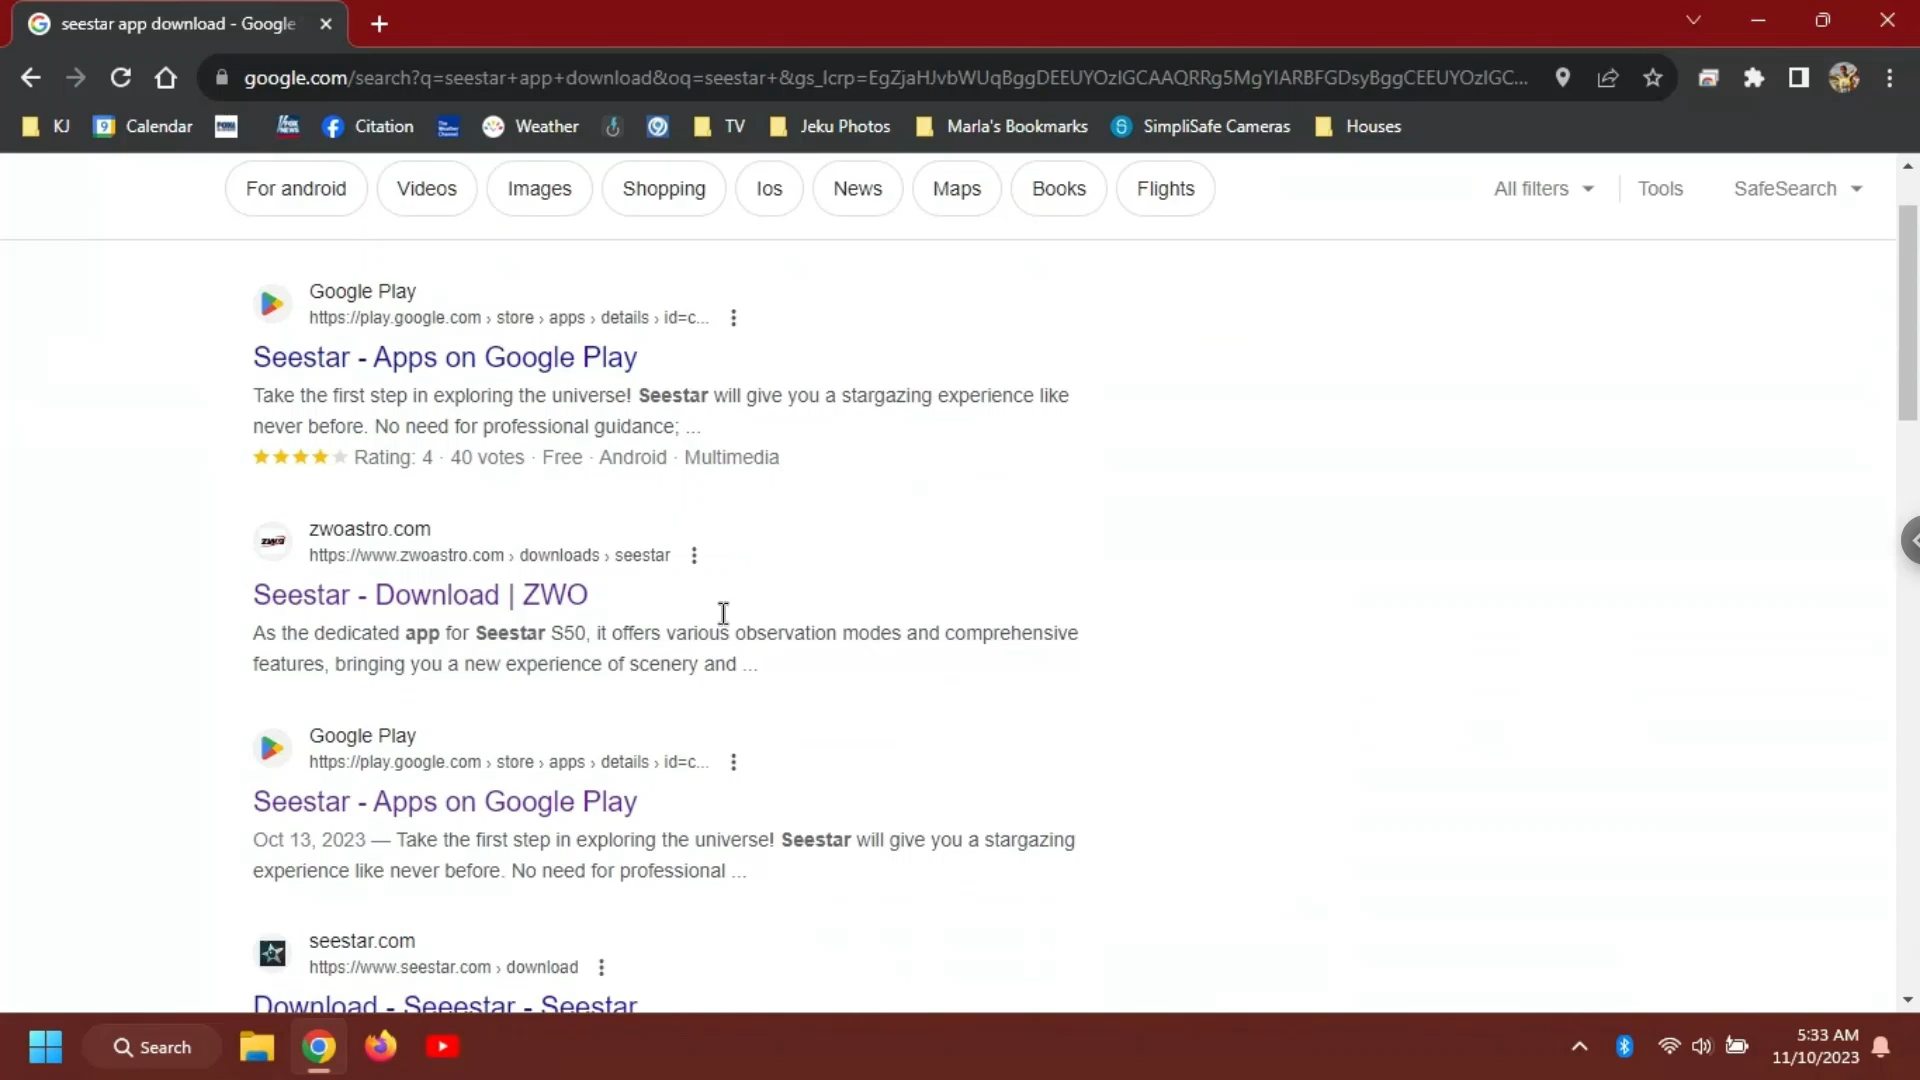 seestar app download - Google
google.com/search?q=seestar+app+download&oq=seestar+&gs_lcrp=EgZjaHJvbWUqBggDEEUYOzIGCAAQRRg5MgYIARBFGDsyBggCEEUYOzIGC...
KJ Calendar Citation Weather TV Jeku Photos Marla's Bookmarks SimpliSafe Cameras Houses
For android Videos Images Shopping Ios News Maps Books Flights All filters Tools SafeSearch
Google Play
https://play.google.com › store › apps › details › id=c...
Seestar - Apps on Google Play
Take the first step in exploring the universe! Seestar will give you a stargazing experience like
never before. No need for professional guidance; ...
Rating: 4 · 40 votes · Free · Android · Multimedia
zwoastro.com
https://www.zwoastro.com › downloads › seestar
Seestar - Download | ZWO
As the dedicated app for Seestar S50, it offers various observation modes and comprehensive
features, bringing you a new experience of scenery and ...
Google Play
https://play.google.com › store › apps › details › id=c...
Seestar - Apps on Google Play
Oct 13, 2023 — Take the first step in exploring the universe! Seestar will give you a stargazing
experience like never before. No need for professional ...
seestar.com
https://www.seestar.com › download
Download - Seeestar - Seestar
Search
5:33 AM
11/10/2023